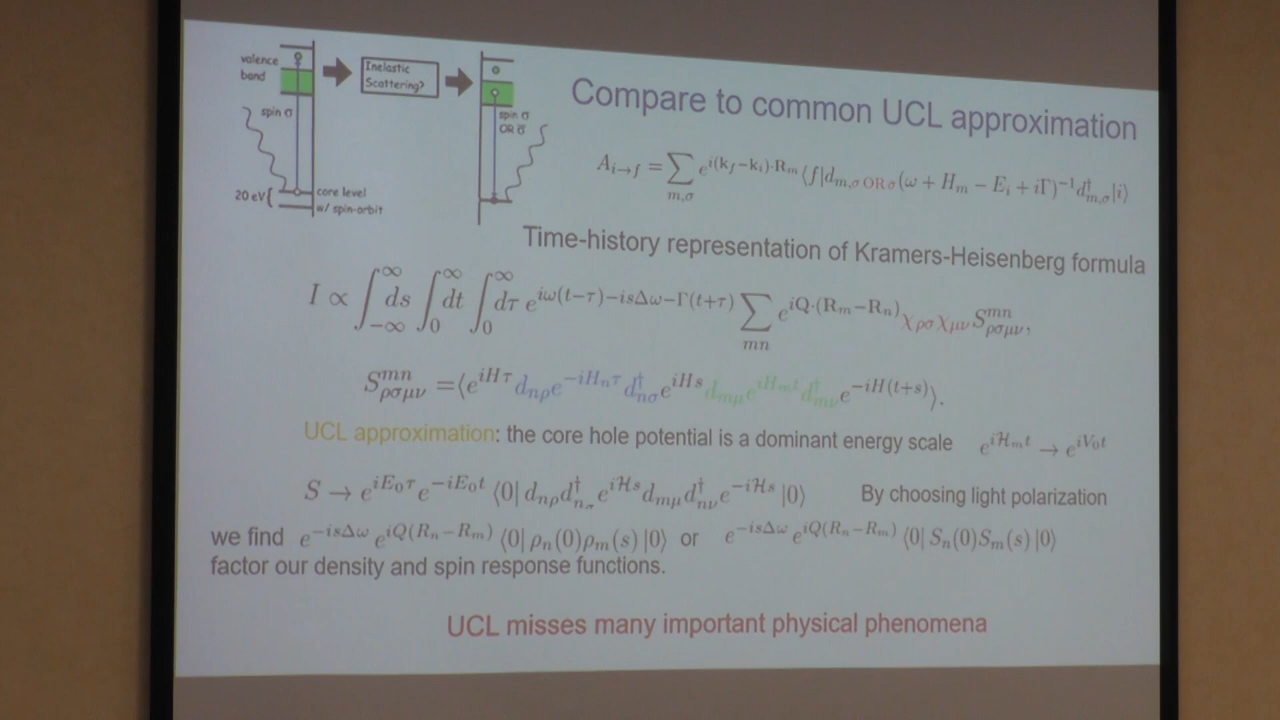 valence
band
Inelastic
Scattering?
spin σ
spin σ
OR σ̄
20 eV{
core level
w/ spin-orbit
Compare to common UCL approximation
A_{i→f} = ∑_{m,σ} e^{i(k_f−k_i)·R_m} ⟨f|d_{m,σ OR σ}(ω + H_m − E_i + iΓ)^{−1} d†_{m,σ}|i⟩
Time-history representation of Kramers-Heisenberg formula
I ∝ ∫_{−∞}^{∞} ds ∫_0^∞ dt ∫_0^∞ dτ e^{iω(t−τ)−isΔω−Γ(t+τ)} ∑_{mn} e^{iQ·(R_m−R_n)} χ_{ρσ} χ_{μν} S^{mn}_{ρσμν},
S^{mn}_{ρσμν} = ⟨e^{iHτ} d_{nρ} e^{−iH_nτ} d†_{nσ} e^{iHs} d_{mμ} e^{iH_mt} d†_{mν} e^{−iH(t+s)}⟩.
UCL approximation: the core hole potential is a dominant energy scale e^{iH_mt} → e^{iV_0t}
S → e^{iE_0τ} e^{−iE_0t} ⟨0| d_{nρ} d†_{n_σ} e^{iHs} d_{mμ} d†_{nν} e^{−iHs} |0⟩ By choosing light polarization
we find e^{−isΔω} e^{iQ(R_n−R_m)} ⟨0| ρ_n(0)ρ_m(s) |0⟩ or e^{−isΔω} e^{iQ(R_n−R_m)} ⟨0| S_n(0)S_m(s) |0⟩
factor our density and spin response functions.
UCL misses many important physical phenomena